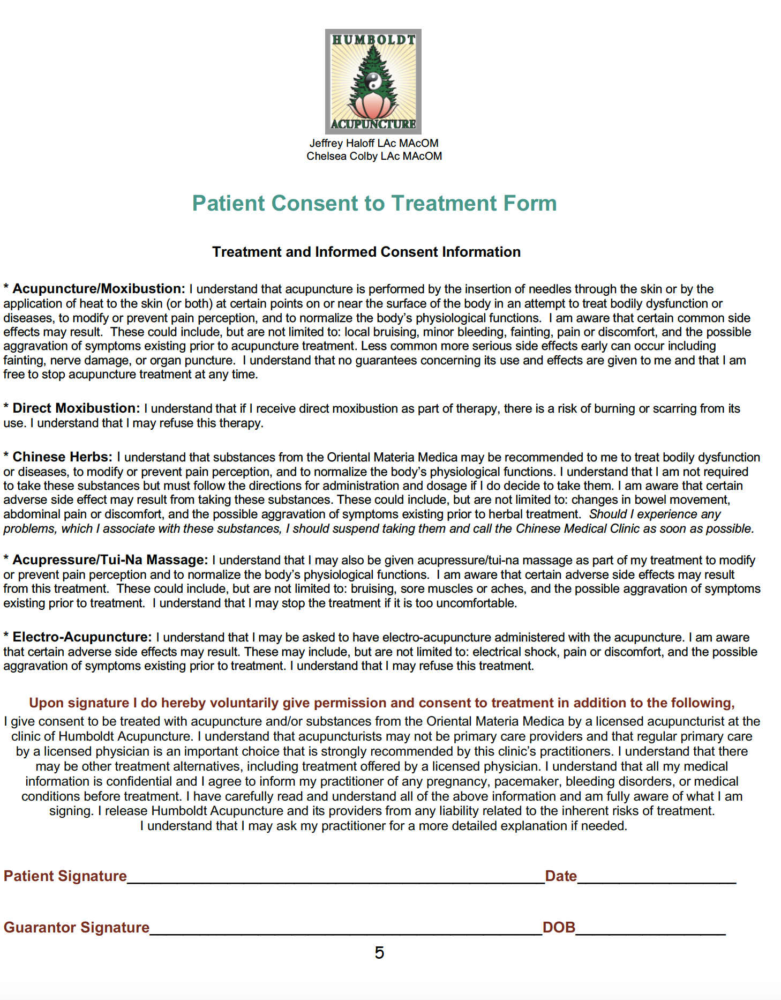 HUMBOLDT
ACUPUNCTURE
Jeffrey Haloff LAc MAcOM
Chelsea Colby LAc MAcOM
Patient Consent to Treatment Form
Treatment and Informed Consent Information
* Acupuncture/Moxibustion: I understand that acupuncture is performed by the insertion of needles through the skin or by the
application of heat to the skin (or both) at certain points on or near the surface of the body in an attempt to treat bodily dysfunction or
diseases, to modify or prevent pain perception, and to normalize the body’s physiological functions.  I am aware that certain common side
effects may result.  These could include, but are not limited to: local bruising, minor bleeding, fainting, pain or discomfort, and the possible
aggravation of symptoms existing prior to acupuncture treatment. Less common more serious side effects early can occur including
fainting, nerve damage, or organ puncture.  I understand that no guarantees concerning its use and effects are given to me and that I am
free to stop acupuncture treatment at any time.
* Direct Moxibustion: I understand that if I receive direct moxibustion as part of therapy, there is a risk of burning or scarring from its
use. I understand that I may refuse this therapy.
* Chinese Herbs: I understand that substances from the Oriental Materia Medica may be recommended to me to treat bodily dysfunction
or diseases, to modify or prevent pain perception, and to normalize the body’s physiological functions. I understand that I am not required
to take these substances but must follow the directions for administration and dosage if I do decide to take them. I am aware that certain
adverse side effect may result from taking these substances. These could include, but are not limited to: changes in bowel movement,
abdominal pain or discomfort, and the possible aggravation of symptoms existing prior to herbal treatment.  Should I experience any
problems, which I associate with these substances, I should suspend taking them and call the Chinese Medical Clinic as soon as possible.
* Acupressure/Tui-Na Massage: I understand that I may also be given acupressure/tui-na massage as part of my treatment to modify
or prevent pain perception and to normalize the body’s physiological functions.  I am aware that certain adverse side effects may result
from this treatment.  These could include, but are not limited to: bruising, sore muscles or aches, and the possible aggravation of symptoms
existing prior to treatment.  I understand that I may stop the treatment if it is too uncomfortable.
* Electro-Acupuncture: I understand that I may be asked to have electro-acupuncture administered with the acupuncture. I am aware
that certain adverse side effects may result. These may include, but are not limited to: electrical shock, pain or discomfort, and the possible
aggravation of symptoms existing prior to treatment. I understand that I may refuse this treatment.
Upon signature I do hereby voluntarily give permission and consent to treatment in addition to the following,
I give consent to be treated with acupuncture and/or substances from the Oriental Materia Medica by a licensed acupuncturist at the
clinic of Humboldt Acupuncture. I understand that acupuncturists may not be primary care providers and that regular primary care
by a licensed physician is an important choice that is strongly recommended by this clinic’s practitioners. I understand that there
may be other treatment alternatives, including treatment offered by a licensed physician. I understand that all my medical
information is confidential and I agree to inform my practitioner of any pregnancy, pacemaker, bleeding disorders, or medical
conditions before treatment. I have carefully read and understand all of the above information and am fully aware of what I am
signing. I release Humboldt Acupuncture and its providers from any liability related to the inherent risks of treatment.
I understand that I may ask my practitioner for a more detailed explanation if needed.
Patient Signature____________________Date____________________
Guarantor Signature____________________DOB____________________
5